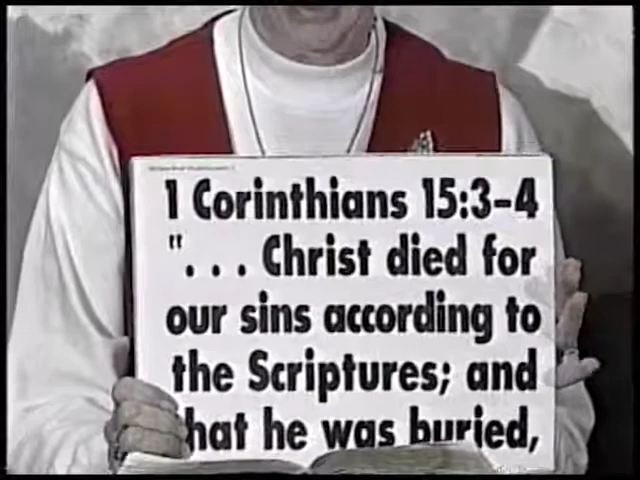 1 Corinthians 15:3-4
". . . Christ died for
our sins according to
the Scriptures; and
that he was buried,